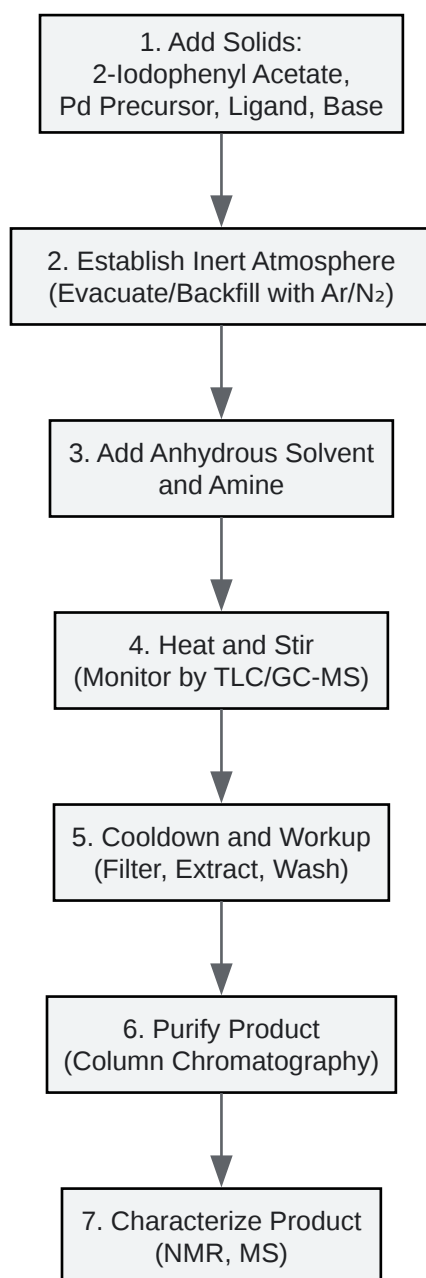 1. Add Solids:
2-Iodophenyl Acetate,
Pd Precursor, Ligand, Base
2. Establish Inert Atmosphere
(Evacuate/Backfill with Ar/N₂)
3. Add Anhydrous Solvent
and Amine
4. Heat and Stir
(Monitor by TLC/GC-MS)
5. Cooldown and Workup
(Filter, Extract, Wash)
6. Purify Product
(Column Chromatography)
7. Characterize Product
(NMR, MS)